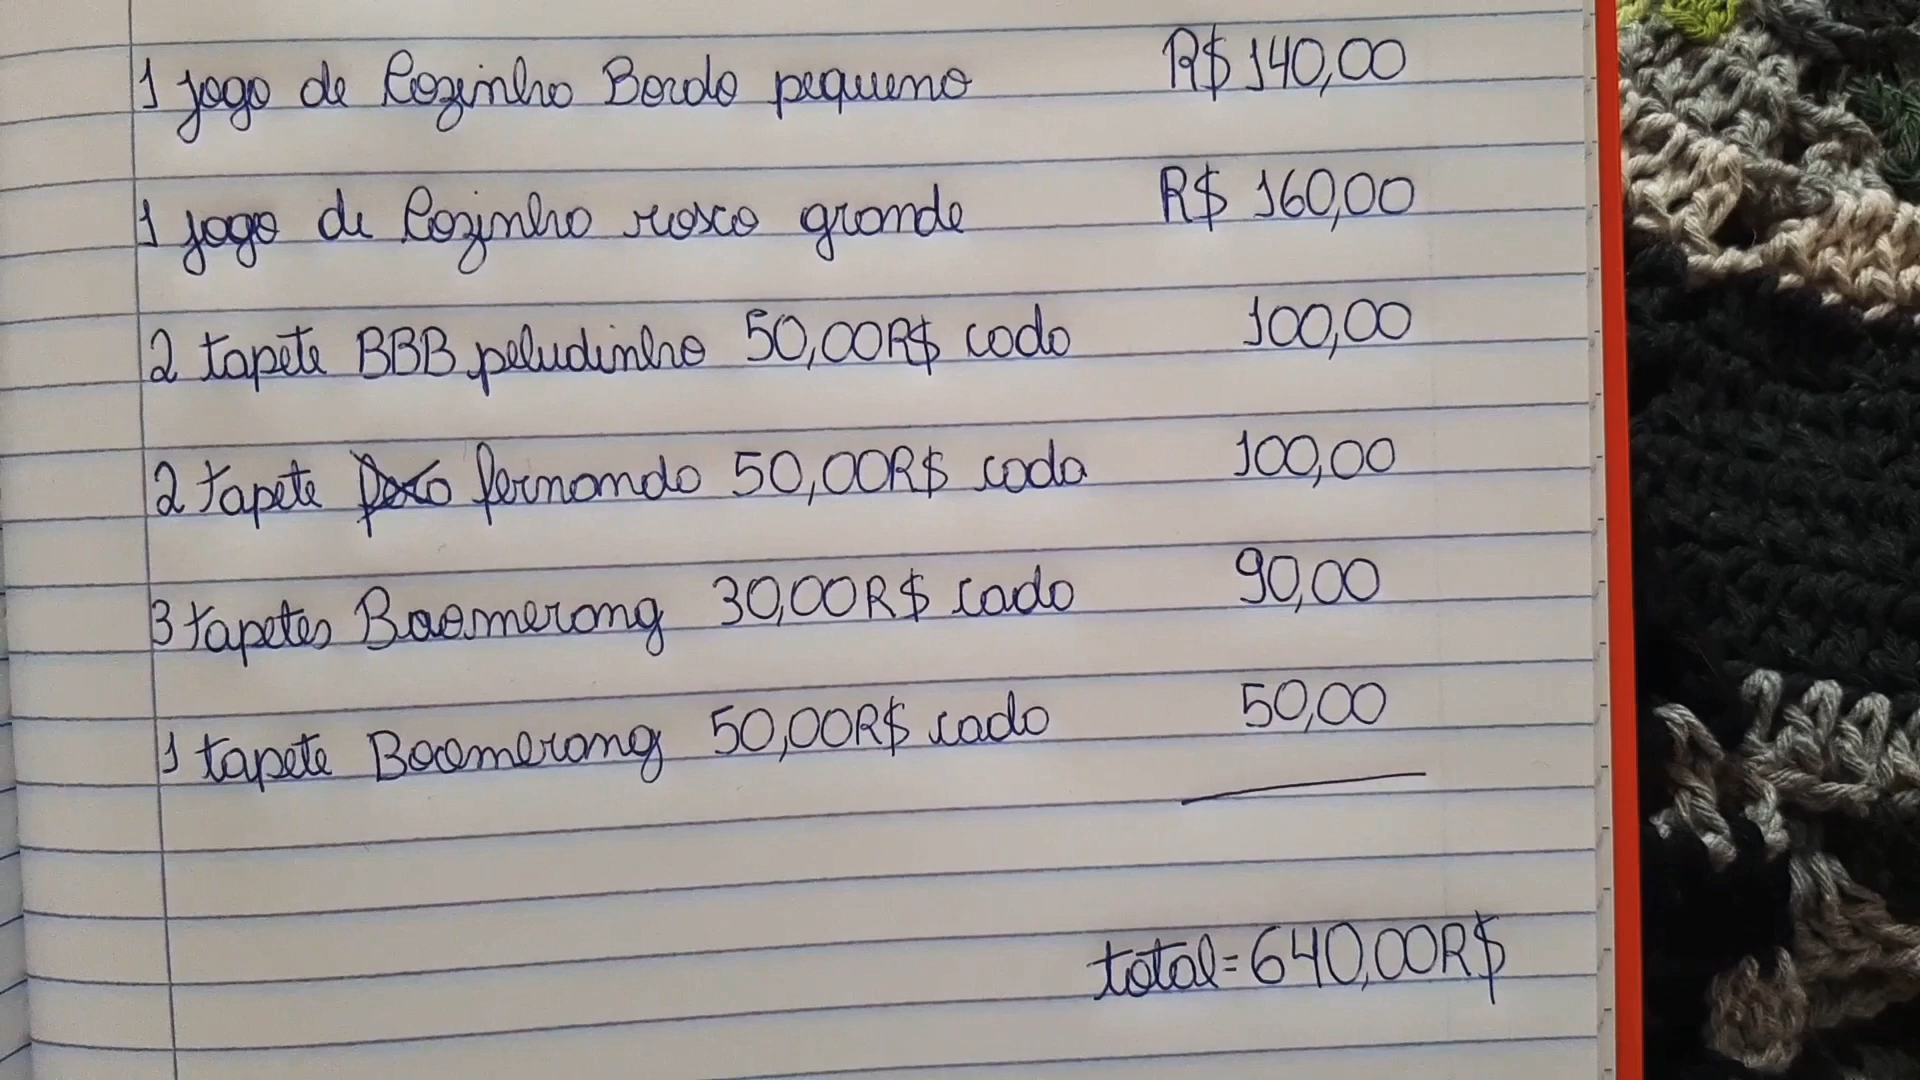 1 jogo de Cozinha Bordo pequeno R$ 140,00
1 jogo de Cozinha roxo grande R$ 160,00
2 tapete BBB peludinho 50,00R$ cada 100,00
2 tapete fernanda 50,00R$ cada 100,00
3 tapetes Boomerang 30,00R$ cada 90,00
1 tapete Boomerang 50,00R$ cada 50,00
total=640,00R$